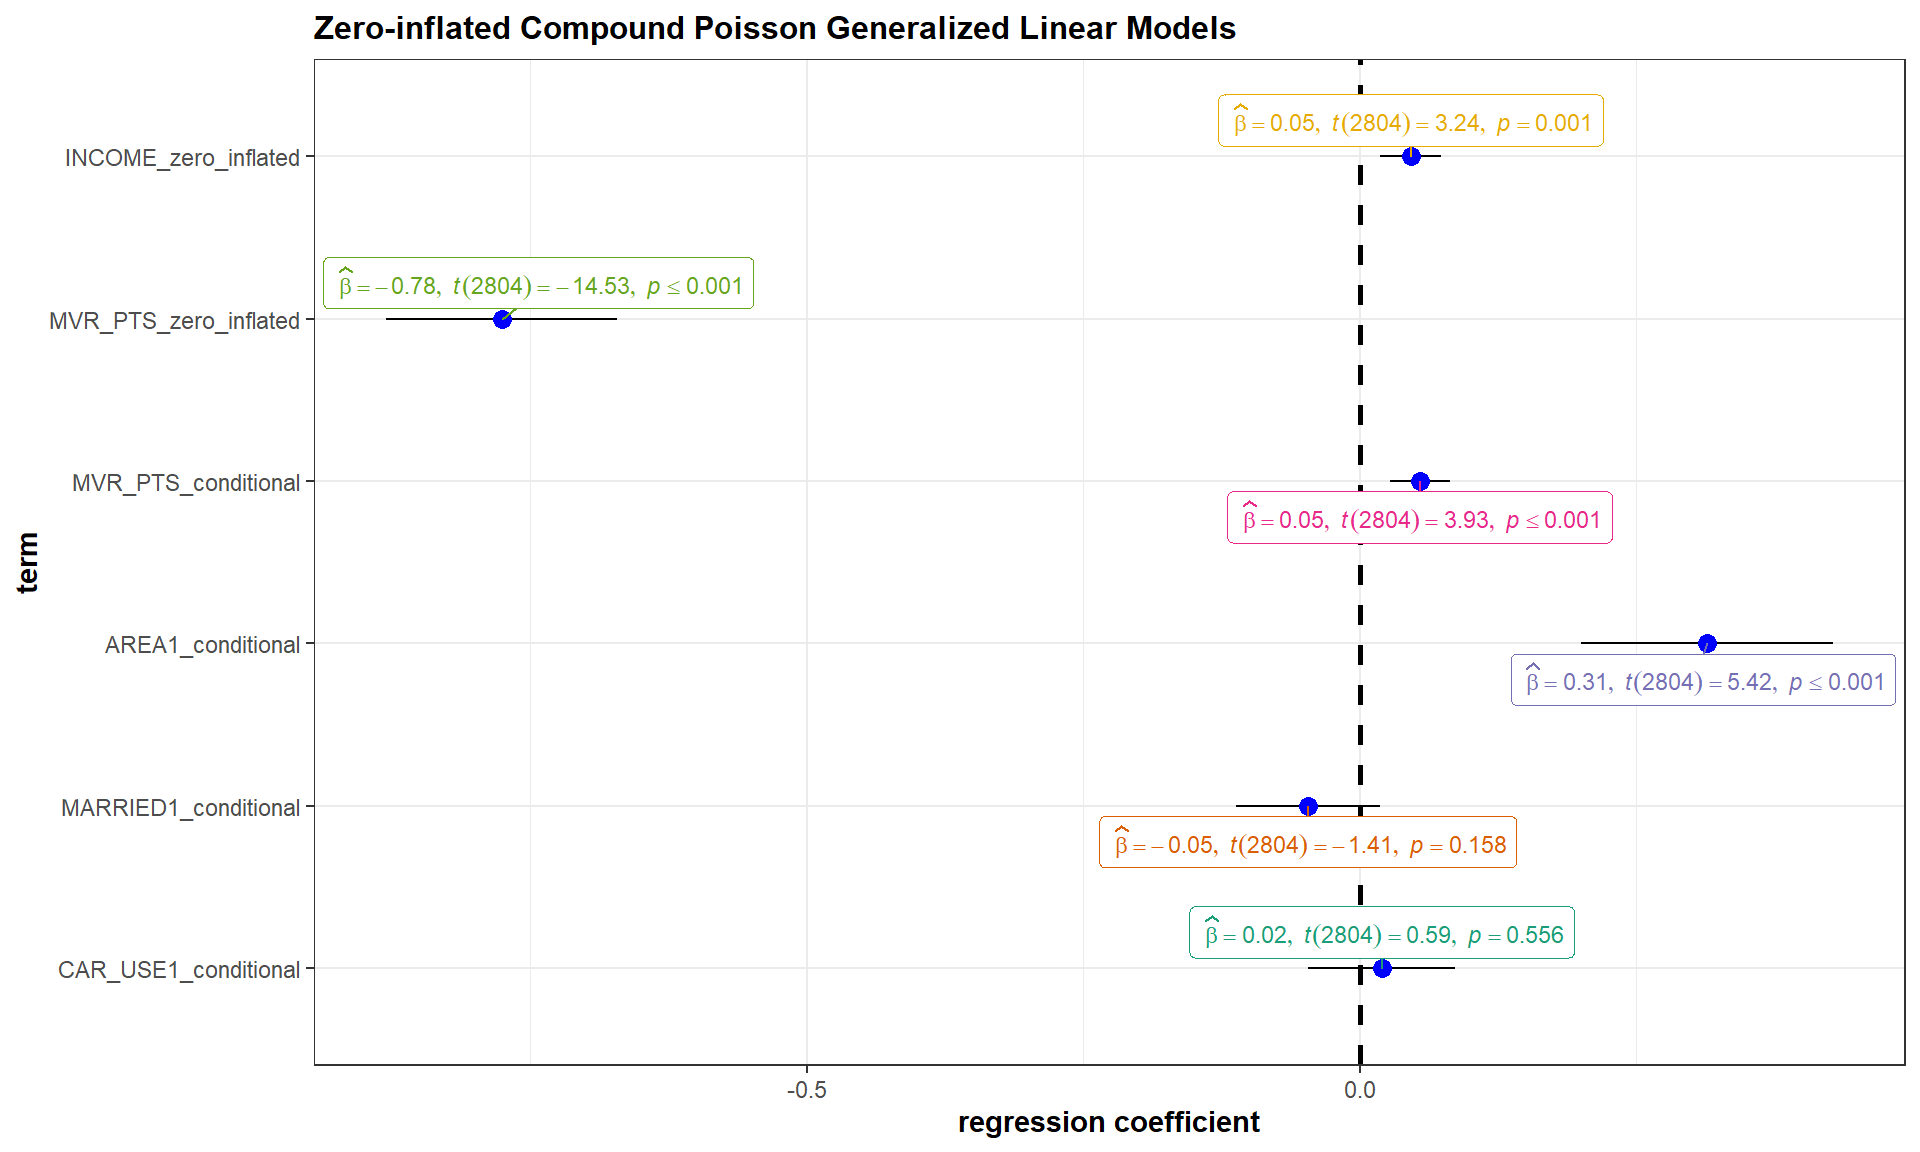 Zero-inflated Compound Poisson Generalized Linear Models
INCOME_zero_inflated
β̂ = 0.05, t(2804) = 3.24, p = 0.001
MVR_PTS_zero_inflated
β̂ = −0.78, t(2804) = −14.53, p ≤ 0.001
MVR_PTS_conditional
β̂ = 0.05, t(2804) = 3.93, p ≤ 0.001
term
AREA1_conditional
β̂ = 0.31, t(2804) = 5.42, p ≤ 0.001
MARRIED1_conditional
β̂ = −0.05, t(2804) = −1.41, p = 0.158
β̂ = 0.02, t(2804) = 0.59, p = 0.556
CAR_USE1_conditional
-0.5
0.0
regression coefficient